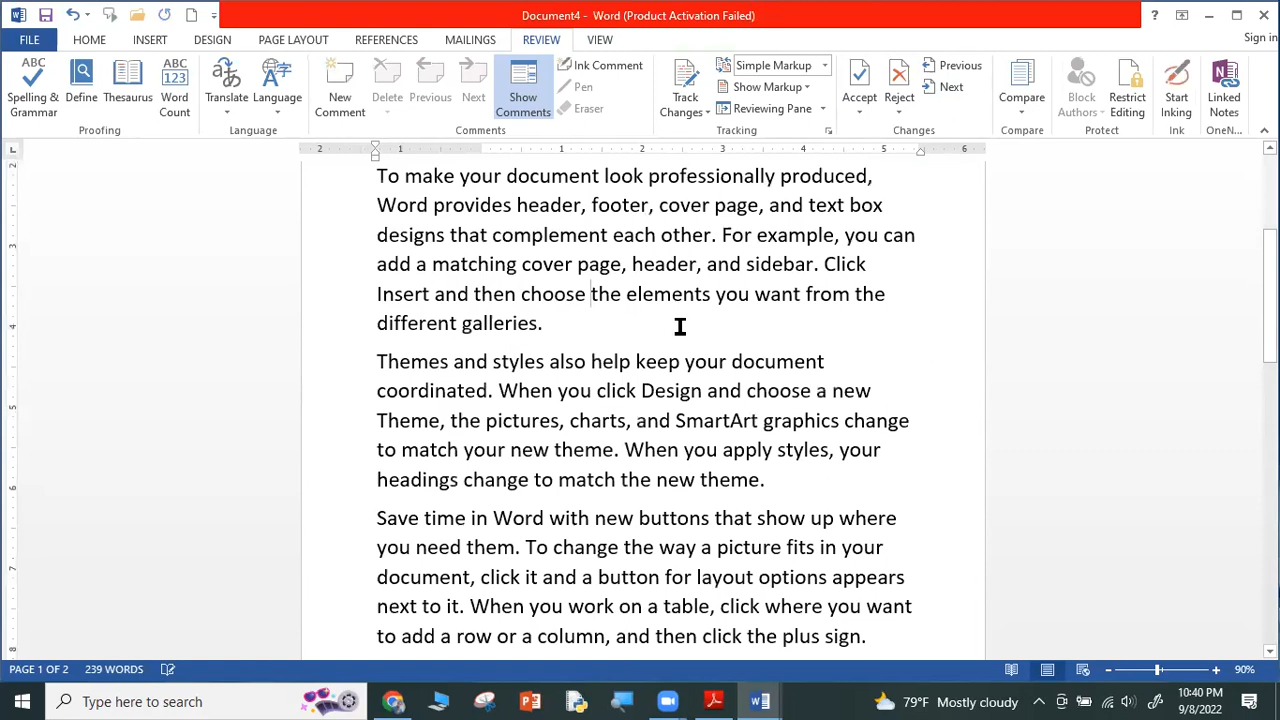 Document4 - Word (Product Activation Failed)
FILE HOME INSERT DESIGN PAGE LAYOUT REFERENCES MAILINGS REVIEW VIEW Sign in
Spelling & Grammar
Define
Thesaurus
Word Count
Proofing
Translate
Language
Language
New Comment
Delete
Previous
Next
Show Comments
Ink Comment
Pen
Eraser
Comments
Track Changes
Simple Markup
Show Markup
Reviewing Pane
Tracking
Accept
Reject
Previous
Next
Changes
Compare
Compare
Block Authors
Restrict Editing
Protect
Start Inking
Ink
Linked Notes
OneN...
2 1 1 2 3 4 5 6
To make your document look professionally produced,
Word provides header, footer, cover page, and text box
designs that complement each other. For example, you can
add a matching cover page, header, and sidebar. Click
Insert and then choose the elements you want from the
different galleries.
Themes and styles also help keep your document
coordinated. When you click Design and choose a new
Theme, the pictures, charts, and SmartArt graphics change
to match your new theme. When you apply styles, your
headings change to match the new theme.
Save time in Word with new buttons that show up where
you need them. To change the way a picture fits in your
document, click it and a button for layout options appears
next to it. When you work on a table, click where you want
to add a row or a column, and then click the plus sign.
PAGE 1 OF 2 239 WORDS 90%
Type here to search 79°F Mostly cloudy 10:40 PM
9/8/2022